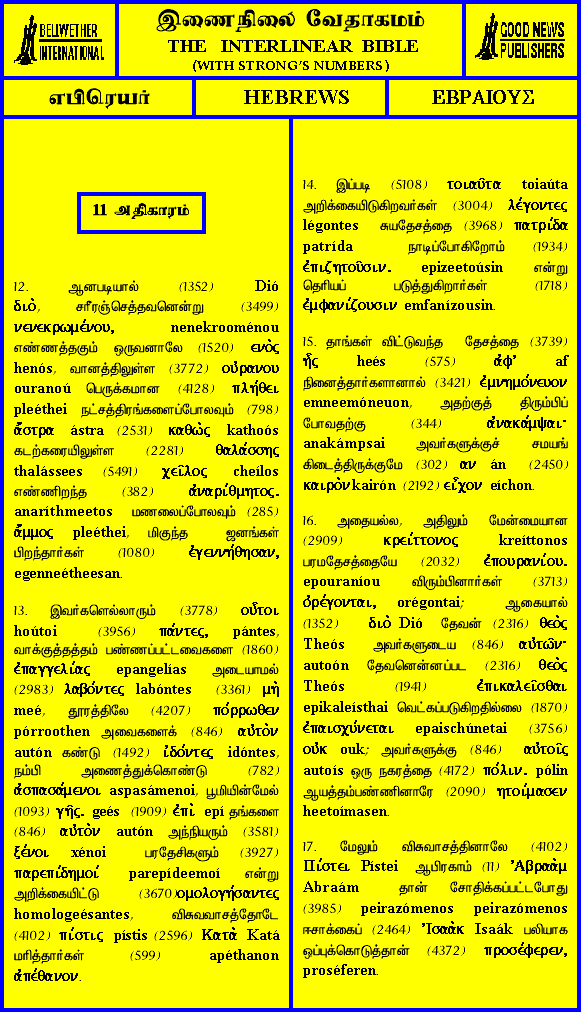 BELLWETHER
INTERNATIONAL
இணைநிலை வேதாகமம்
THE INTERLINEAR BIBLE
(WITH STRONG'S NUMBERS)
GOOD NEWS
PUBLISHERS
எபிரெயர்
HEBREWS
ΕΒΡΑΙΟΥΣ
11 அதிகாரம்
12. ஆனபடியால் (1352) Dió
διὸ, சரீரஞ்செத்தவனென்று (3499)
νενεκρωμένου, nenekrooménou
எண்ணத்தகும் ஒருவனாலே (1520) ενὸς
henós, வானத்திலுள்ள (3772) οὐρανου
ouranoú பெருக்கமான (4128) πλήθει
pleéthei நட்சத்திரங்களைப்போலவும் (798)
ἄστρα ástra (2531) καθὼς kathoós
கடற்கரையிலுள்ள (2281) θαλάσσης
thalássees (5491) χεῖλος cheílos
எண்ணிறந்த (382) ἀναρίθμητος.
anaríthmeetos மணலைப்போலவும் (285)
ἄμμος pleéthei, மிகுந்த ஜனங்கள்
பிறந்தார்கள் (1080) ἐγεννήθησαν,
egenneétheesan.
13. இவர்களெல்லாரும் (3778) οὗτοι
hoútoi (3956) πάντες, pántes,
வாக்குத்தத்தம் பண்ணப்பட்டவைகளை (1860)
ἐπαγγελίας epangelías அடையாமல்
(2983) λαβόντες labóntes (3361) μὴ
meé, தூரத்திலே (4207) πόρρωθεν
pórroothen அவைகளைக் (846) αὐτὸν
autón கண்டு (1492) ἰδόντες idóntes,
நம்பி அணைத்துக்கொண்டு (782)
ἀσπασάμενοι aspasámenoi, பூமியின்மேல்
(1093) γῆς. geés (1909) ἐπὶ epí தங்களை
(846) αὐτὸν autón அந்நியரும் (3581)
ξένοι xénoi பரதேசிகளும் (3927)
παρεπίδημοί parepídeemoí என்று
அறிக்கையிட்டு (3670)ομολογήσαντες
homologeésantes, விசுவவாசத்தோடே
(4102) πίστις pístis (2596) Κατὰ Katá
மரித்தார்கள் (599) apéthanon
ἀπέθανον.
14. இப்படி (5108) τοιαῦτα toiaúta
அறிக்கையிடுகிறவர்கள் (3004) λέγοντες
légontes சுயதேசத்தை (3968) πατρίδα
patrída நாடிப்போகிறோம் (1934)
ἐπιζητοῦσιν. epizeetoúsin என்று
தெரியப் படுத்துகிறார்கள் (1718)
ἐμφανίζουσιν emfanízousin.
15. தாங்கள் விட்டுவந்த தேசத்தை (3739)
ἧς heés (575) ἀφ' af
நினைத்தார்களானால் (3421) ἐμνημόνευον
emneemóneuon, அதற்குத் திரும்பிப்
போவதற்கு (344) ἀνακάμψαι·
anakámpsai அவர்களுக்குச் சமயங்
கிடைத்திருக்குமே (302) αν án (2450)
καιρὸνkairón (2192) εἶχον eíchon.
16. அதையல்ல, அதிலும் மேன்மையான
(2909) κρείττονος kreíttonos
பரமதேசத்தையே (2032) ἐπουρανίου.
epouraníou விரும்பினார்கள் (3713)
ὀρέγονται, orégontai; ஆகையால்
(1352) διὸ Dió தேவன் (2316) θεὸς
Theós அவர்களுடைய (846) αὐτῶν·
autoón தேவனென்னப்பட (2316) θεὸς
Theós (1941) ἐπικαλεῖσθαι
epikaleísthai வெட்கப்படுகிறதில்லை (1870)
ἐπαισχύνεται epaischúnetai (3756)
οὐκ ouk; அவர்களுக்கு (846) αὐτοῖς
autoís ஒரு நகரத்தை (4172) πόλιν. pólin
ஆயத்தம்பண்ணினாரே (2090) ητοίμασεν
heetoímasen.
17. மேலும் விசுவாசத்தினாலே (4102)
Πίστει Pístei ஆபிரகாம் (11) Ἀβραὰμ
Abraám தான் சோதிக்கப்பட்டபோது
(3985) peirazómenos peirazómenos
ஈசாக்கைப் (2464) Ἰσαὰκ Isaák பலியாக
ஒப்புக்கொடுத்தான் (4372) προσέφερεν,
proséferen.